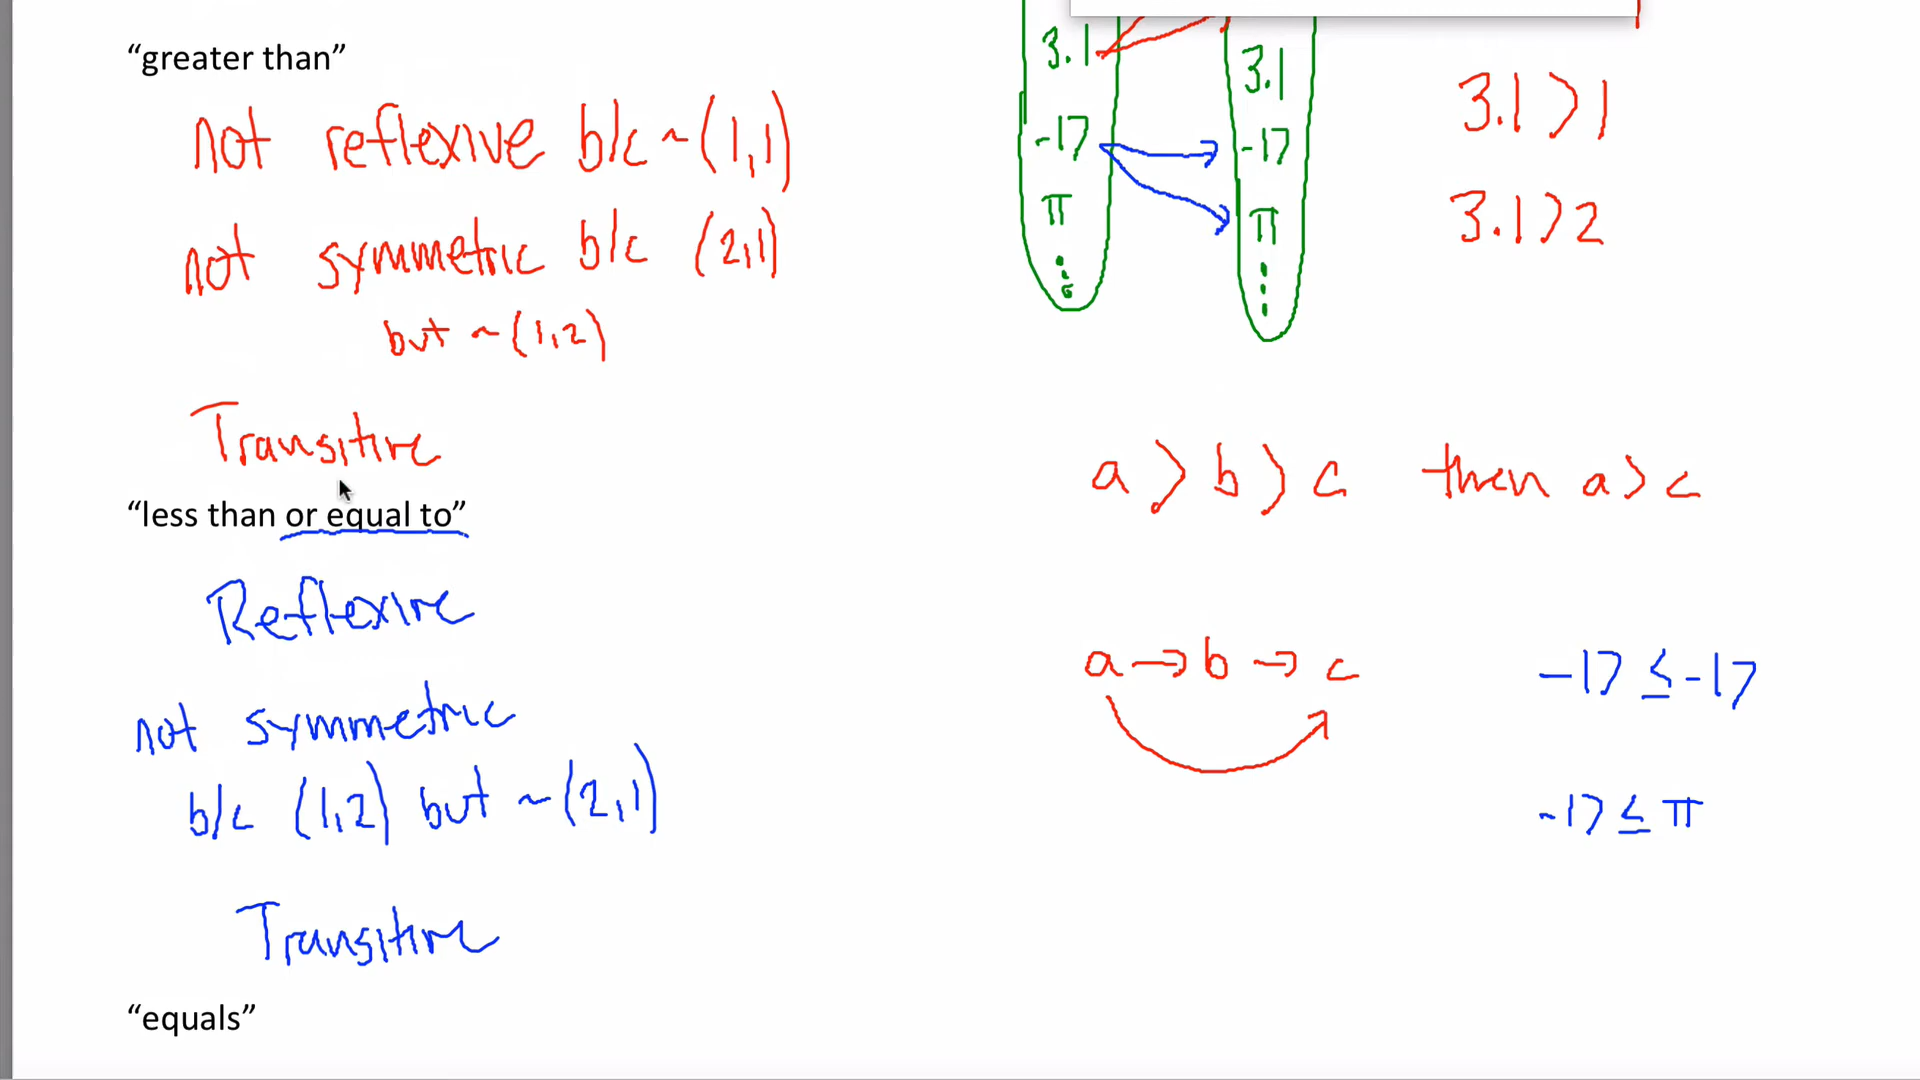 “greater than”
not reflexive b/c ~(1,1)
not symmetric b/c (2,1)
but ~(1,2)
Transitive
“less than or equal to”
Reflexive
not symmetric
b/c (1,2) but ~(2,1)
Transitive
“equals”
3.1
-17
π
3.1
-17
π
3.1>1
3.1>2
a > b > c then a > c
a → b → c
-17 ≤ -17
-17 ≤ π